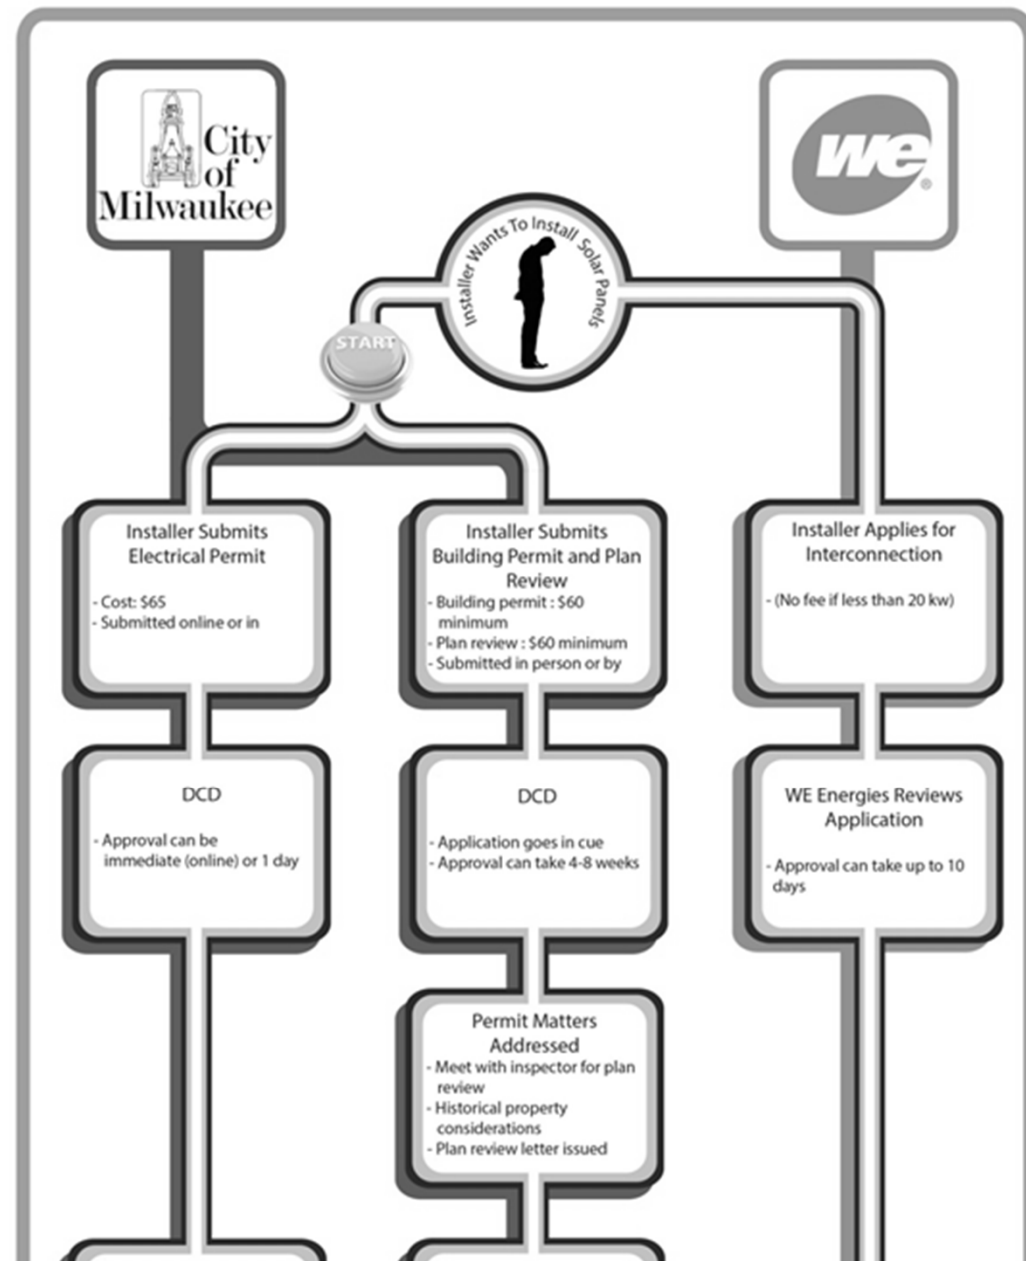 City
of
Milwaukee
we
®
Installer Wants To Install Solar Panels
START
Installer Submits
Electrical Permit
- Cost: $65
- Submitted online or in
Installer Submits
Building Permit and Plan
Review
- Building permit : $60
minimum
- Plan review : $60 minimum
- Submitted in person or by
Installer Applies for
Interconnection
- (No fee if less than 20 kw)
DCD
- Approval can be
immediate (online) or 1 day
DCD
- Application goes in cue
- Approval can take 4-8 weeks
WE Energies Reviews
Application
- Approval can take up to 10
days
Permit Matters
Addressed
- Meet with inspector for plan
review
- Historical property
considerations
- Plan review letter issued